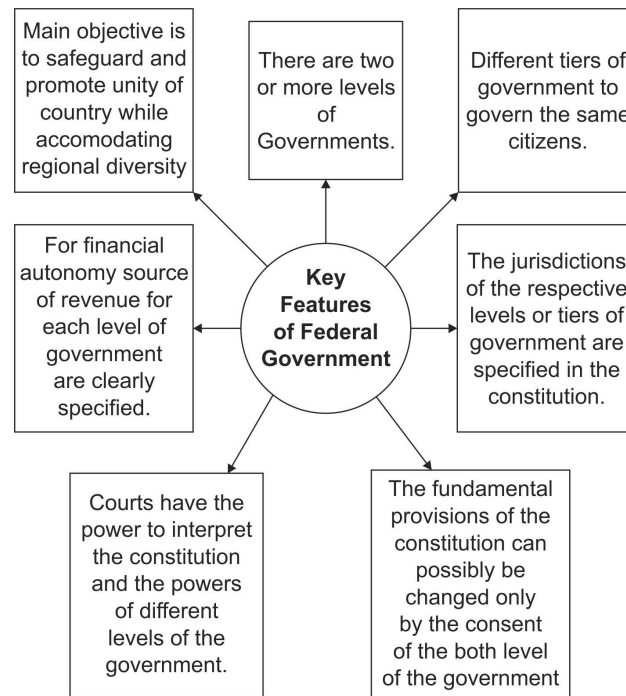 Main objective is
to safeguard and
promote unity of
country while
accomodating
regional diversity
There are two
or more levels
of
Governments.
Different tiers of
government to
govern the same
citizens.
For financial
autonomy source
of revenue for
each level of
government
are clearly
specified.
Key
Features
of Federal
Government
The jurisdictions
of the respective
levels or tiers of
government are
specified in the
constitution.
Courts have the
power to interpret
the constitution
and the powers
of different
levels of the
government.
The fundamental
provisions of the
constitution can
possibly be
changed only
by the consent
of the both level
of the government